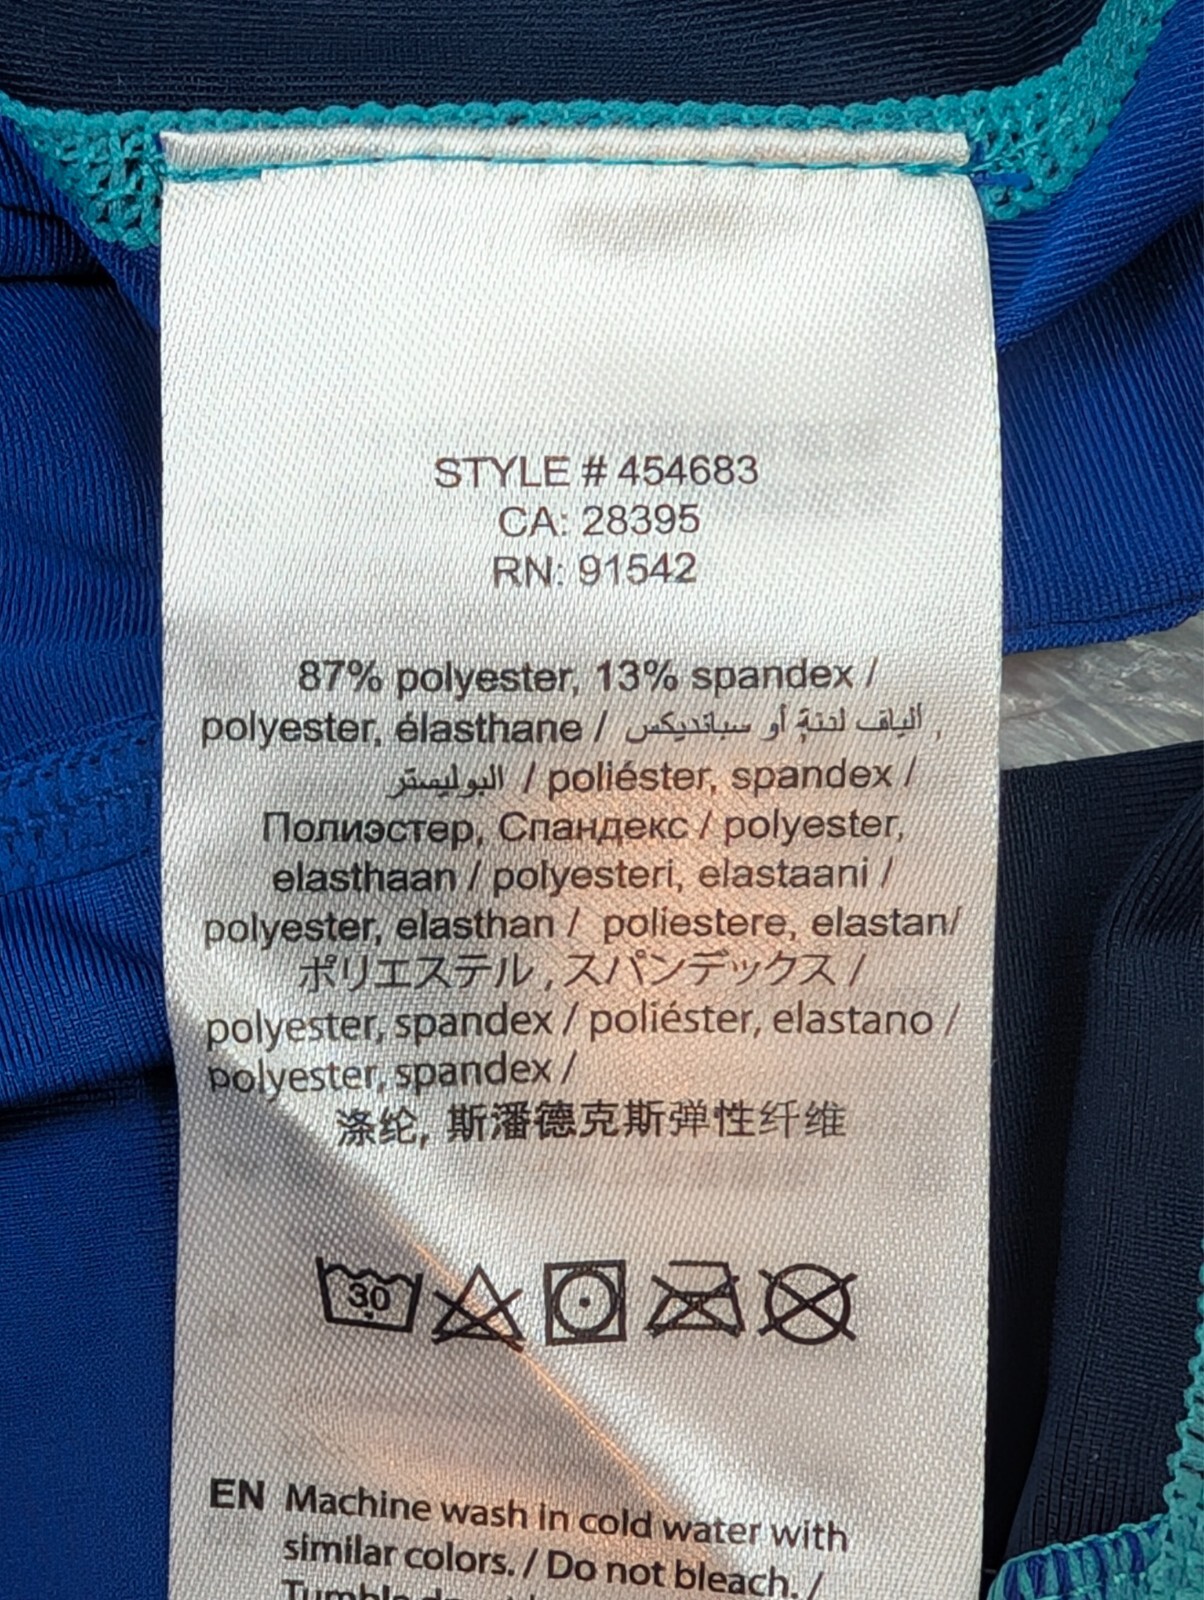 STYLE # 454683
CA: 28395
RN: 91542
87% polyester, 13% spandex /
polyester, élasthane / ألياف لدنة أو سباندیکس ,
البوليستر / poliéster, spandex /
Полиэстер, Спандекс / polyester,
elasthaan / polyesteri, elastaani /
polyester, elasthan / poliestere, elastan/
ポリエステル , スパンデックス /
polyester, spandex / poliéster, elastano /
polyester, spandex /
涤纶, 斯潘德克斯弹性纤维
30
EN Machine wash in cold water with
similar colors. / Do not bleach. /
Tumble